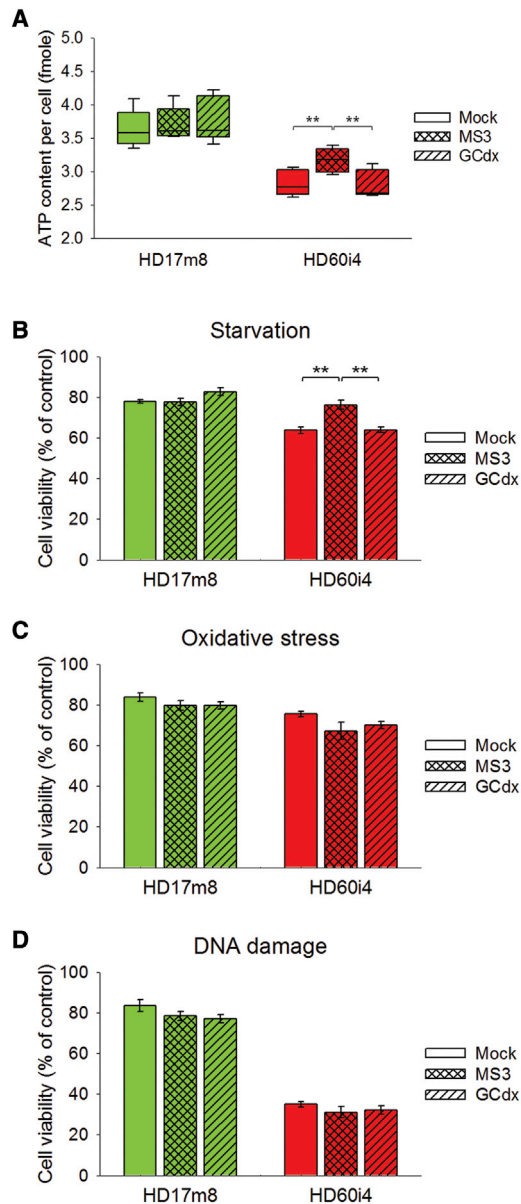 A
ATP content per cell (fmole)
5.0
4.5
4.0
3.5
3.0
2.5
2.0
** **
Mock
MS3
GCdx
HD17m8 HD60i4
B
Starvation
Cell viability (% of control)
100
80
60
40
20
0
** **
Mock
MS3
GCdx
HD17m8 HD60i4
C
Oxidative stress
Cell viability (% of control)
100
80
60
40
20
0
Mock
MS3
GCdx
HD17m8 HD60i4
D
DNA damage
Cell viability (% of control)
100
80
60
40
20
0
Mock
MS3
GCdx
HD17m8 HD60i4